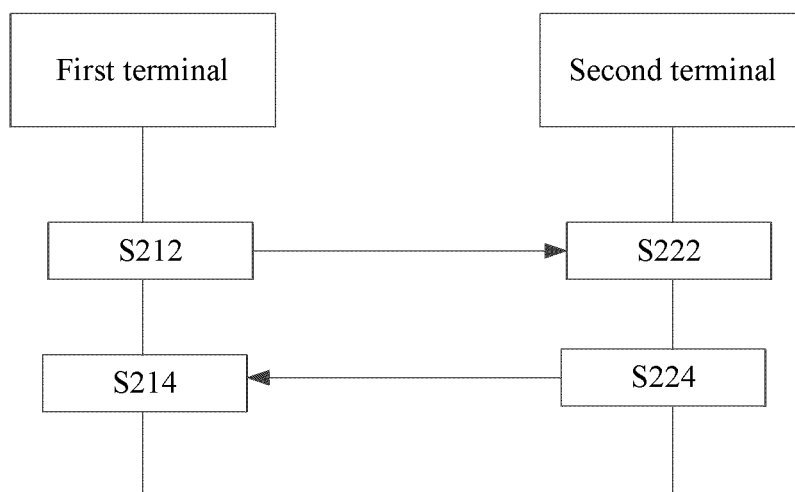 First terminal
Second terminal
S212
S222
S214
S224